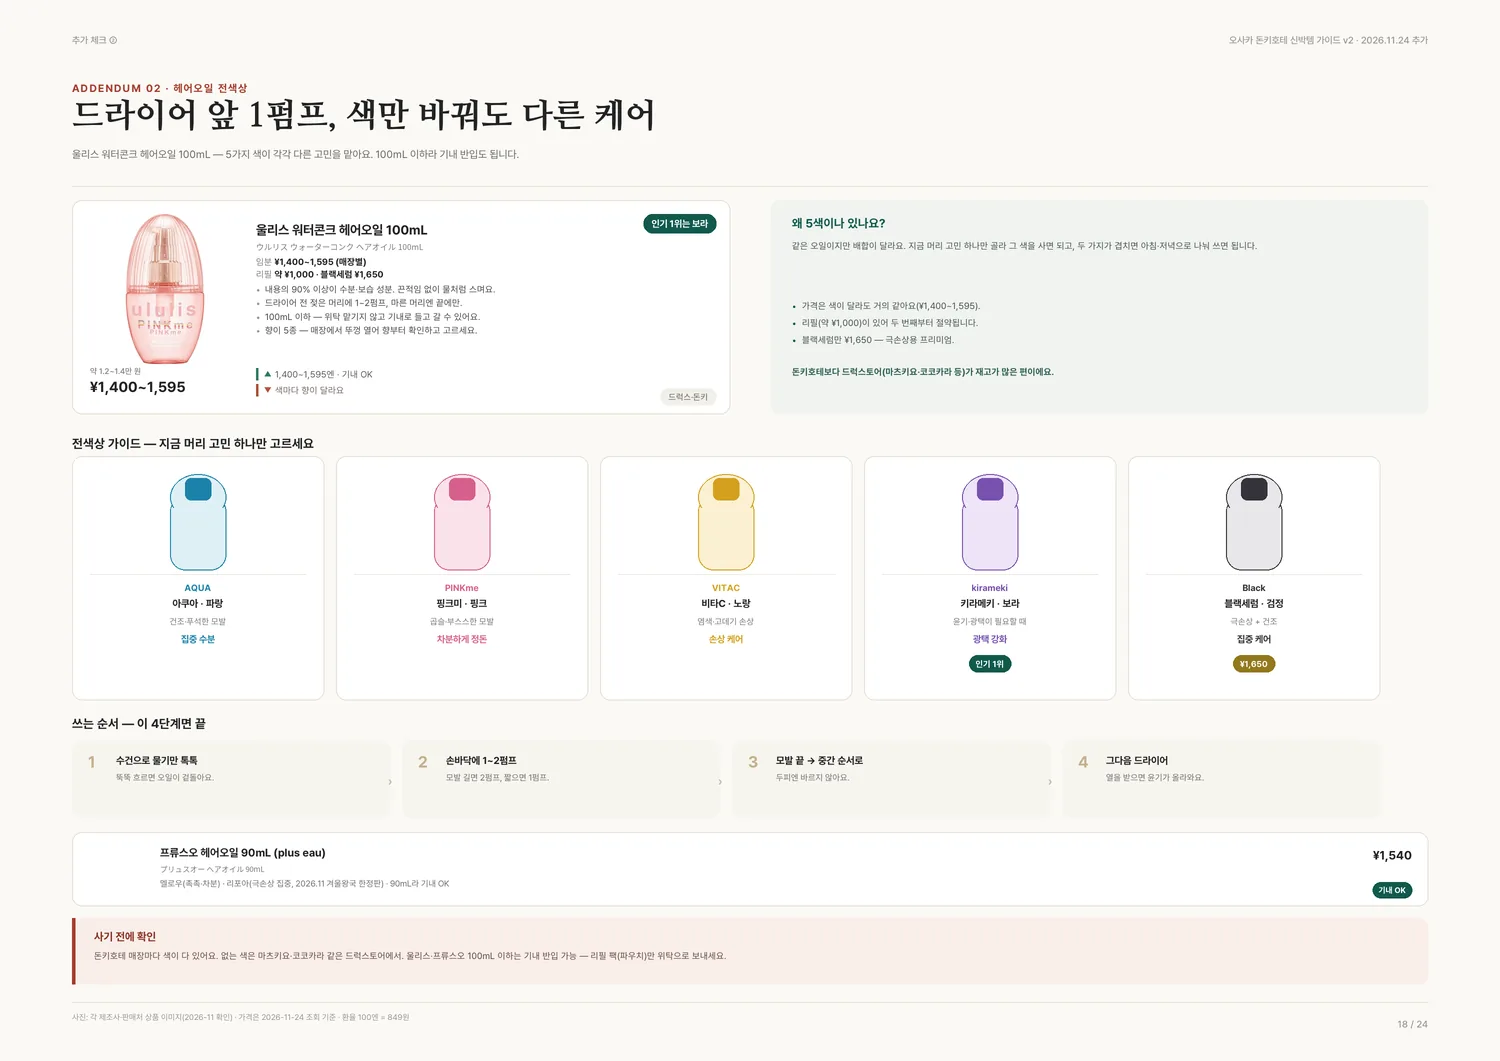 추가 체크 ②
오사카 돈키호테 신박템 가이드 v2 · 2026.11.24 추가
ADDENDUM 02 · 헤어오일 전색상
드라이어 앞 1펌프, 색만 바꿔도 다른 케어
울리스 워터콘크 헤어오일 100mL — 5가지 색이 각각 다른 고민을 맡아요. 100mL 이하라 기내 반입도 됩니다.
ululis
PINKme
PINKme
약 1.2~1.4만 원
¥1,400~1,595
울리스 워터콘크 헤어오일 100mL
인기 1위는 보라
ウルリス ウォーターコンク ヘアオイル 100mL
일본 ¥1,400~1,595 (매장별)
리필 약 ¥1,000 · 블랙세럼 ¥1,650
• 내용의 90% 이상이 수분·보습 성분. 끈적임 없이 물처럼 스며요.
• 드라이어 전 젖은 머리에 1~2펌프, 마른 머리엔 끝에만.
• 100mL 이하 — 위탁 맡기지 않고 기내로 들고 갈 수 있어요.
• 향이 5종 — 매장에서 뚜껑 열어 향부터 확인하고 고르세요.
▲ 1,400~1,595엔 · 기내 OK
▼ 색마다 향이 달라요
드럭스·돈키
왜 5색이나 있나요?
같은 오일이지만 배합이 달라요. 지금 머리 고민 하나만 골라 그 색을 사면 되고, 두 가지가 겹치면 아침·저녁으로 나눠 쓰면 됩니다.
• 가격은 색이 달라도 거의 같아요(¥1,400~1,595).
• 리필(약 ¥1,000)이 있어 두 번째부터 절약됩니다.
• 블랙세럼만 ¥1,650 — 극손상용 프리미엄.
돈키호테보다 드럭스토어(마츠키요·코코카라 등)가 재고가 많은 편이에요.
전색상 가이드 — 지금 머리 고민 하나만 고르세요
AQUA
아쿠아 · 파랑
건조·푸석한 모발
집중 수분
PINKme
핑크미 · 핑크
곱슬·부스스한 모발
차분하게 정돈
VITAC
비타C · 노랑
염색·고데기 손상
손상 케어
kirameki
키라메키 · 보라
윤기·광택이 필요할 때
광택 강화
인기 1위
Black
블랙세럼 · 검정
극손상 + 건조
집중 케어
¥1,650
쓰는 순서 — 이 4단계면 끝
1
수건으로 물기만 톡톡
뚝뚝 흐르면 오일이 겉돌아요.
›
2
손바닥에 1~2펌프
모발 길면 2펌프, 짧으면 1펌프.
›
3
모발 끝 → 중간 순서로
두피엔 바르지 않아요.
›
4
그다음 드라이어
열을 받으면 윤기가 올라와요.
프류스오 헤어오일 90mL (plus eau)
プリュスオー ヘアオイル 90mL
멜로우(촉촉·차분) · 리포아(극손상 집중, 2026.11 겨울왕국 한정판) · 90mL라 기내 OK
¥1,540
기내 OK
사기 전에 확인
돈키호테 매장마다 색이 다 있어요. 없는 색은 마츠키요·코코카라 같은 드럭스토어에서. 울리스·프류스오 100mL 이하는 기내 반입 가능 — 리필 팩(파우치)만 위탁으로 보내세요.
사진: 각 제조사·판매처 상품 이미지(2026-11 확인) · 가격은 2026-11-24 조회 기준 · 환율 100엔 = 849원
18 / 24